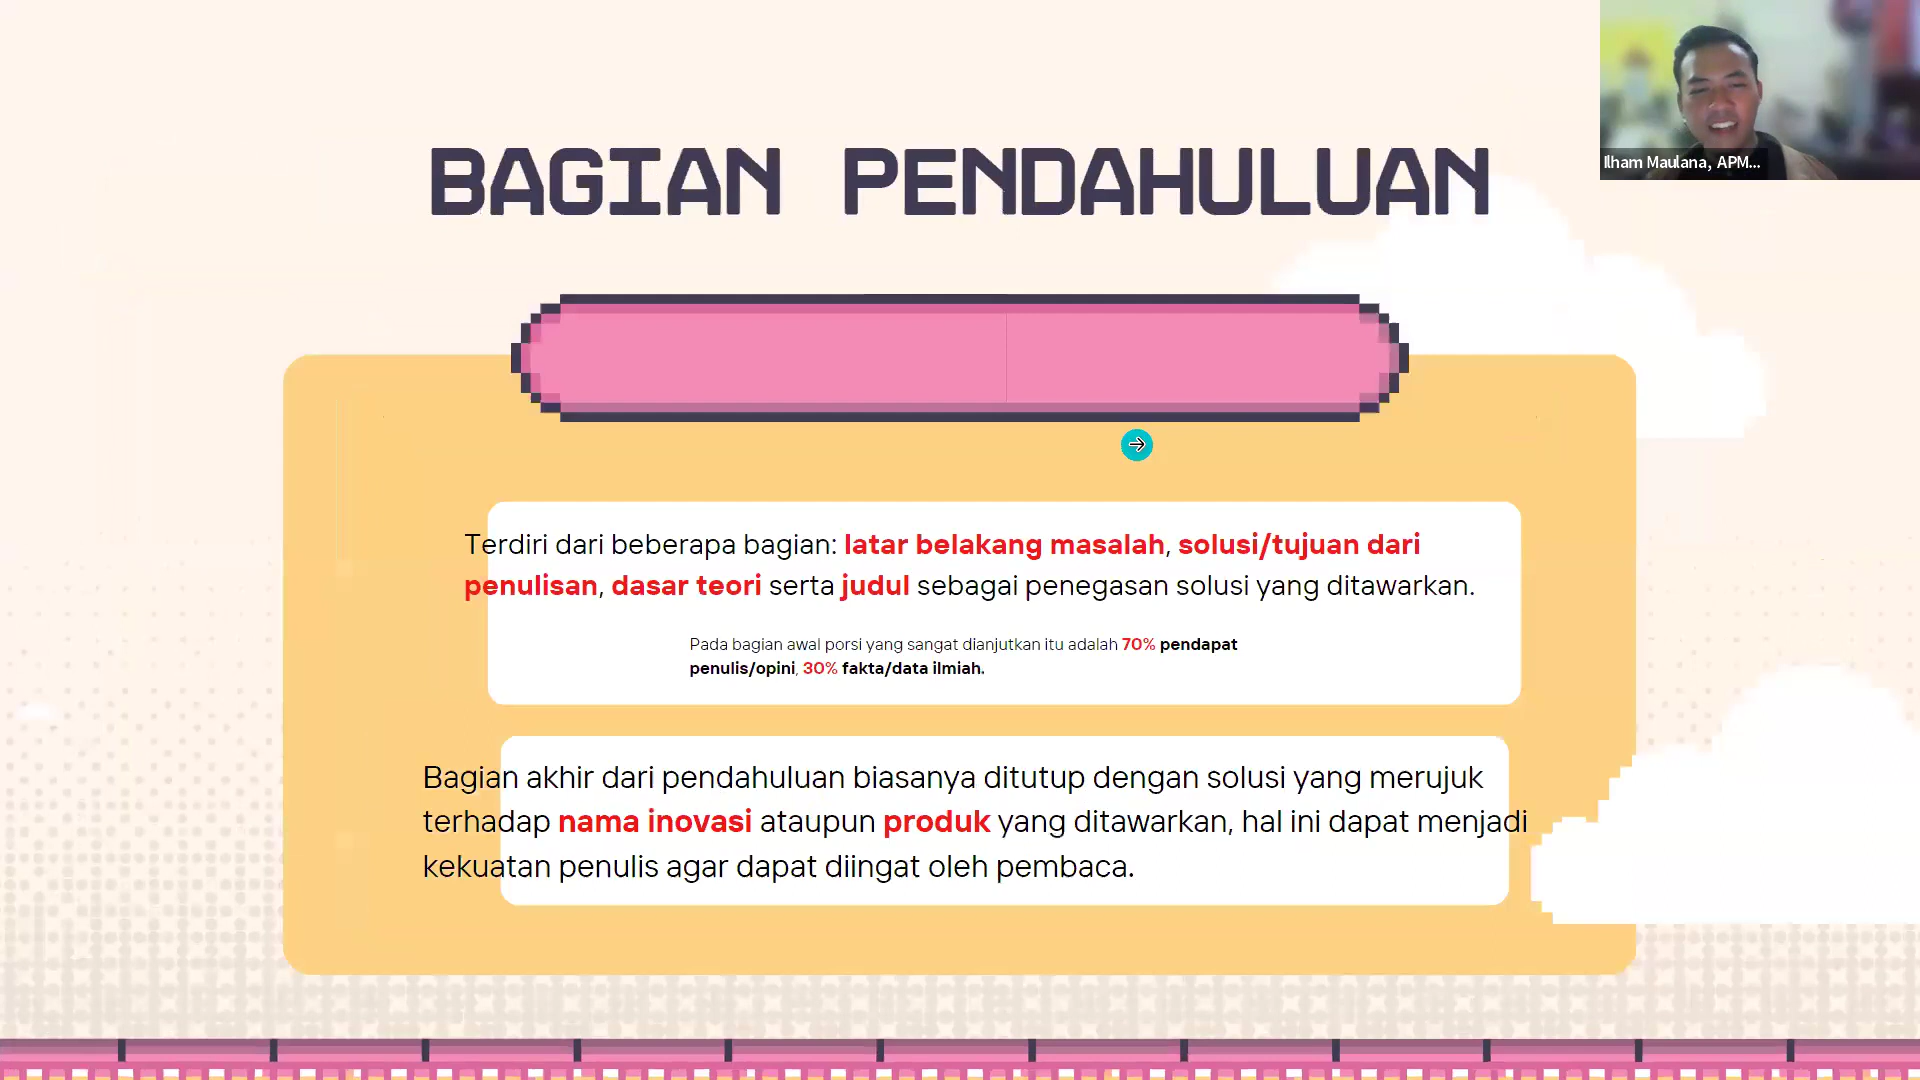 BAGIAN PENDAHULUAN
Ilham Maulana, APM...
Terdiri dari beberapa bagian: latar belakang masalah, solusi/tujuan dari
penulisan, dasar teori serta judul sebagai penegasan solusi yang ditawarkan.
Pada bagian awal porsi yang sangat dianjutkan itu adalah 70% pendapat
penulis/opini, 30% fakta/data ilmiah.
Bagian akhir dari pendahuluan biasanya ditutup dengan solusi yang merujuk
terhadap nama inovasi ataupun produk yang ditawarkan, hal ini dapat menjadi
kekuatan penulis agar dapat diingat oleh pembaca.